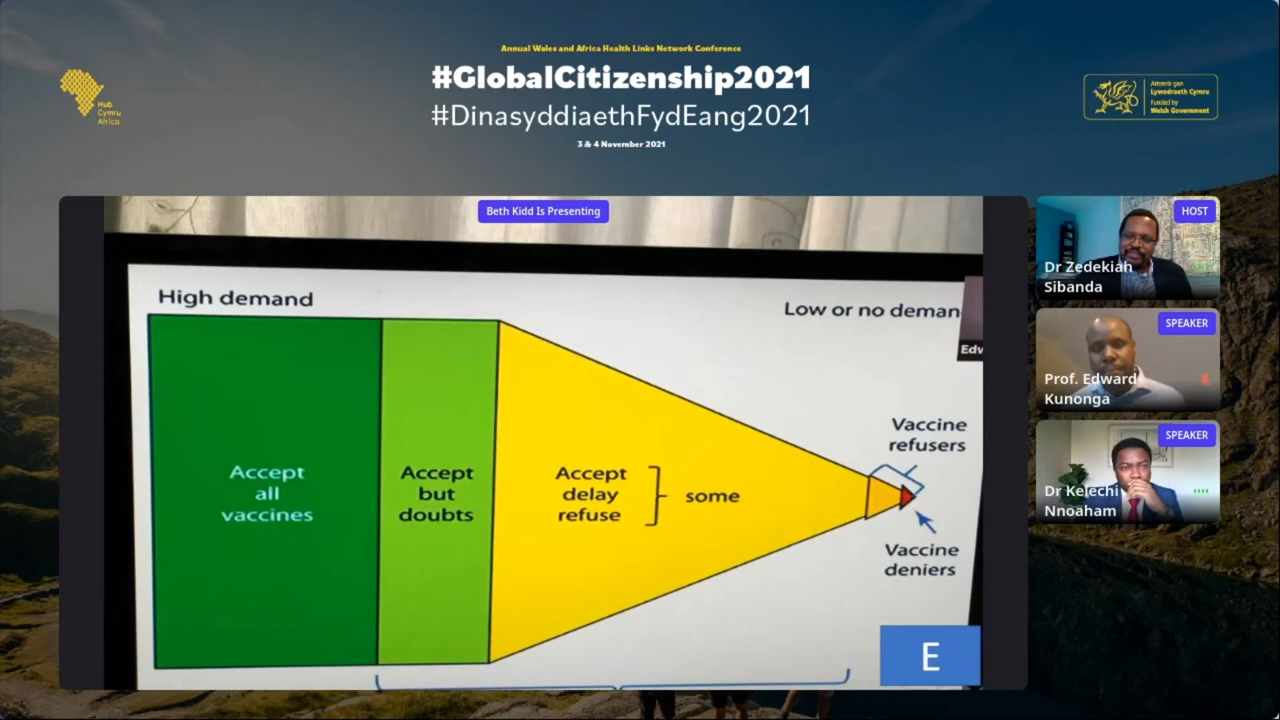 Annual Wales and Africa Health Links Network Conference
#GlobalCitizenship2021
#DinasyddiaethFydEang2021
3 & 4 November 2021
Hub
Cymru
Africa
Ariennir gan
Lywodraeth Cymru
Funded by
Welsh Government
Beth Kidd Is Presenting
High demand
Low or no deman
Edw
Accept
all
vaccines
Accept
but
doubts
Accept
delay
refuse
some
Vaccine
refusers
Vaccine
deniers
E
HOST
Dr Zedekiah
Sibanda
SPEAKER
Prof. Edward
Kunonga
SPEAKER
Dr Kelechi
Nnoaham